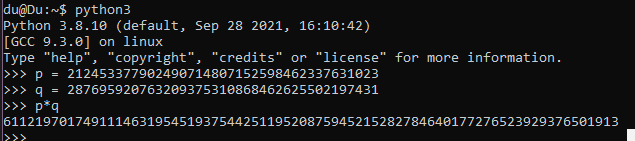 du@Du:~$ python3
Python 3.8.10 (default, Sep 28 2021, 16:10:42)
[GCC 9.3.0] on linux
Type "help", "copyright", "credits" or "license" for more information.
>>> p = 212453377902490714807152598462337631023
>>> q = 287695920763209375310868462625502197431
>>> p*q
61121970174911146319545193754425119520875945215282784640177276523929376501913
>>>